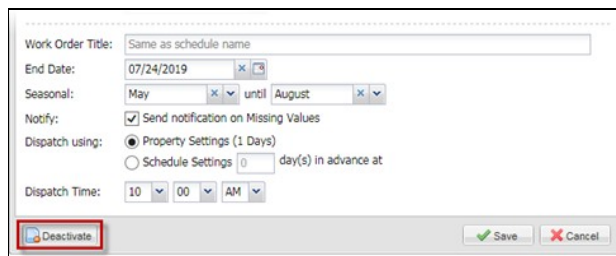 Work Order Title: Same as schedule name
End Date: 07/24/2019
Seasonal: May until August
Notify: Send notification on Missing Values
Dispatch using: Property Settings (1 Days)
Schedule Settings 0 day(s) in advance at
Dispatch Time: 10 00 AM
Deactivate Save Cancel